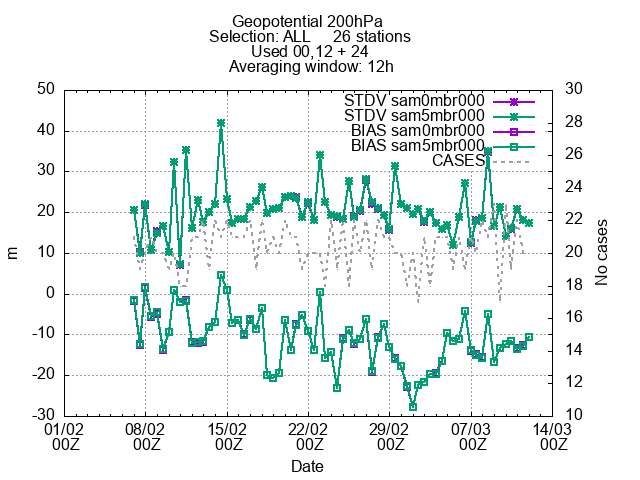 Geopotential 200hPa
Selection: ALL 26 stations
Used 00,12 + 24
Averaging window: 12h
STDV sam0mbr000
STDV sam5mbr000
BIAS sam0mbr000
BIAS sam5mbr000
CASES
50
40
30
20
10
0
-10
-20
-30
m
30
28
26
24
22
20
18
16
14
12
10
No cases
01/02 08/02 15/02 22/02 29/02 07/03 14/03
00Z 00Z 00Z 00Z 00Z 00Z 00Z
Date